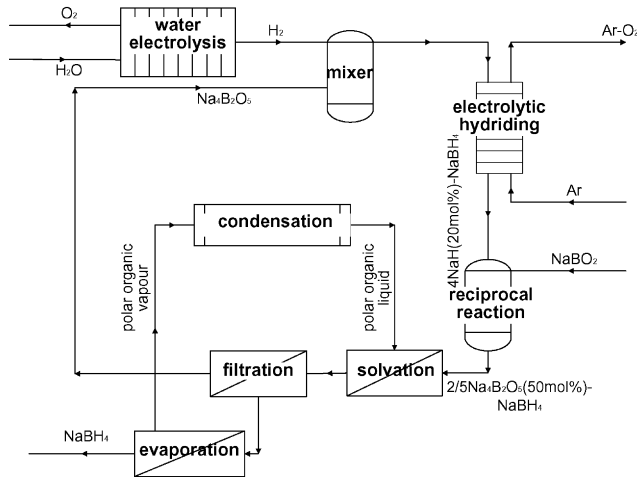 O₂
water
electrolysis
H₂
Ar-O₂
H₂O
mixer
Na₄B₂O₅
electrolytic
hydriding
4NaH(20mol%)-NaBH₄
Ar
condensation
polar organic
vapour
polar organic
liquid
NaBO₂
reciprocal
reaction
filtration
solvation
2/5Na₄B₂O₅(50mol%)-
NaBH₄
NaBH₄
evaporation